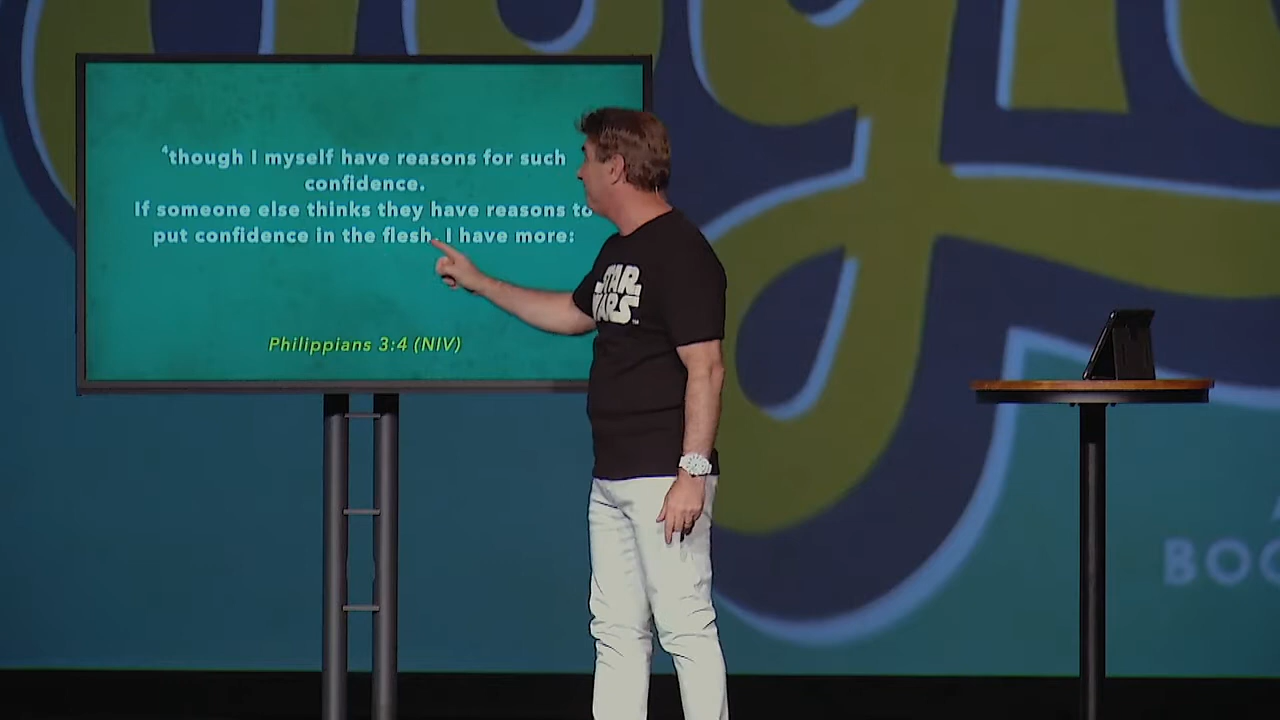 ⁴though I myself have reasons for such
confidence.
If someone else thinks they have reasons to
put confidence in the flesh, I have more:
Philippians 3:4 (NIV)
STAR
WARS
BOO